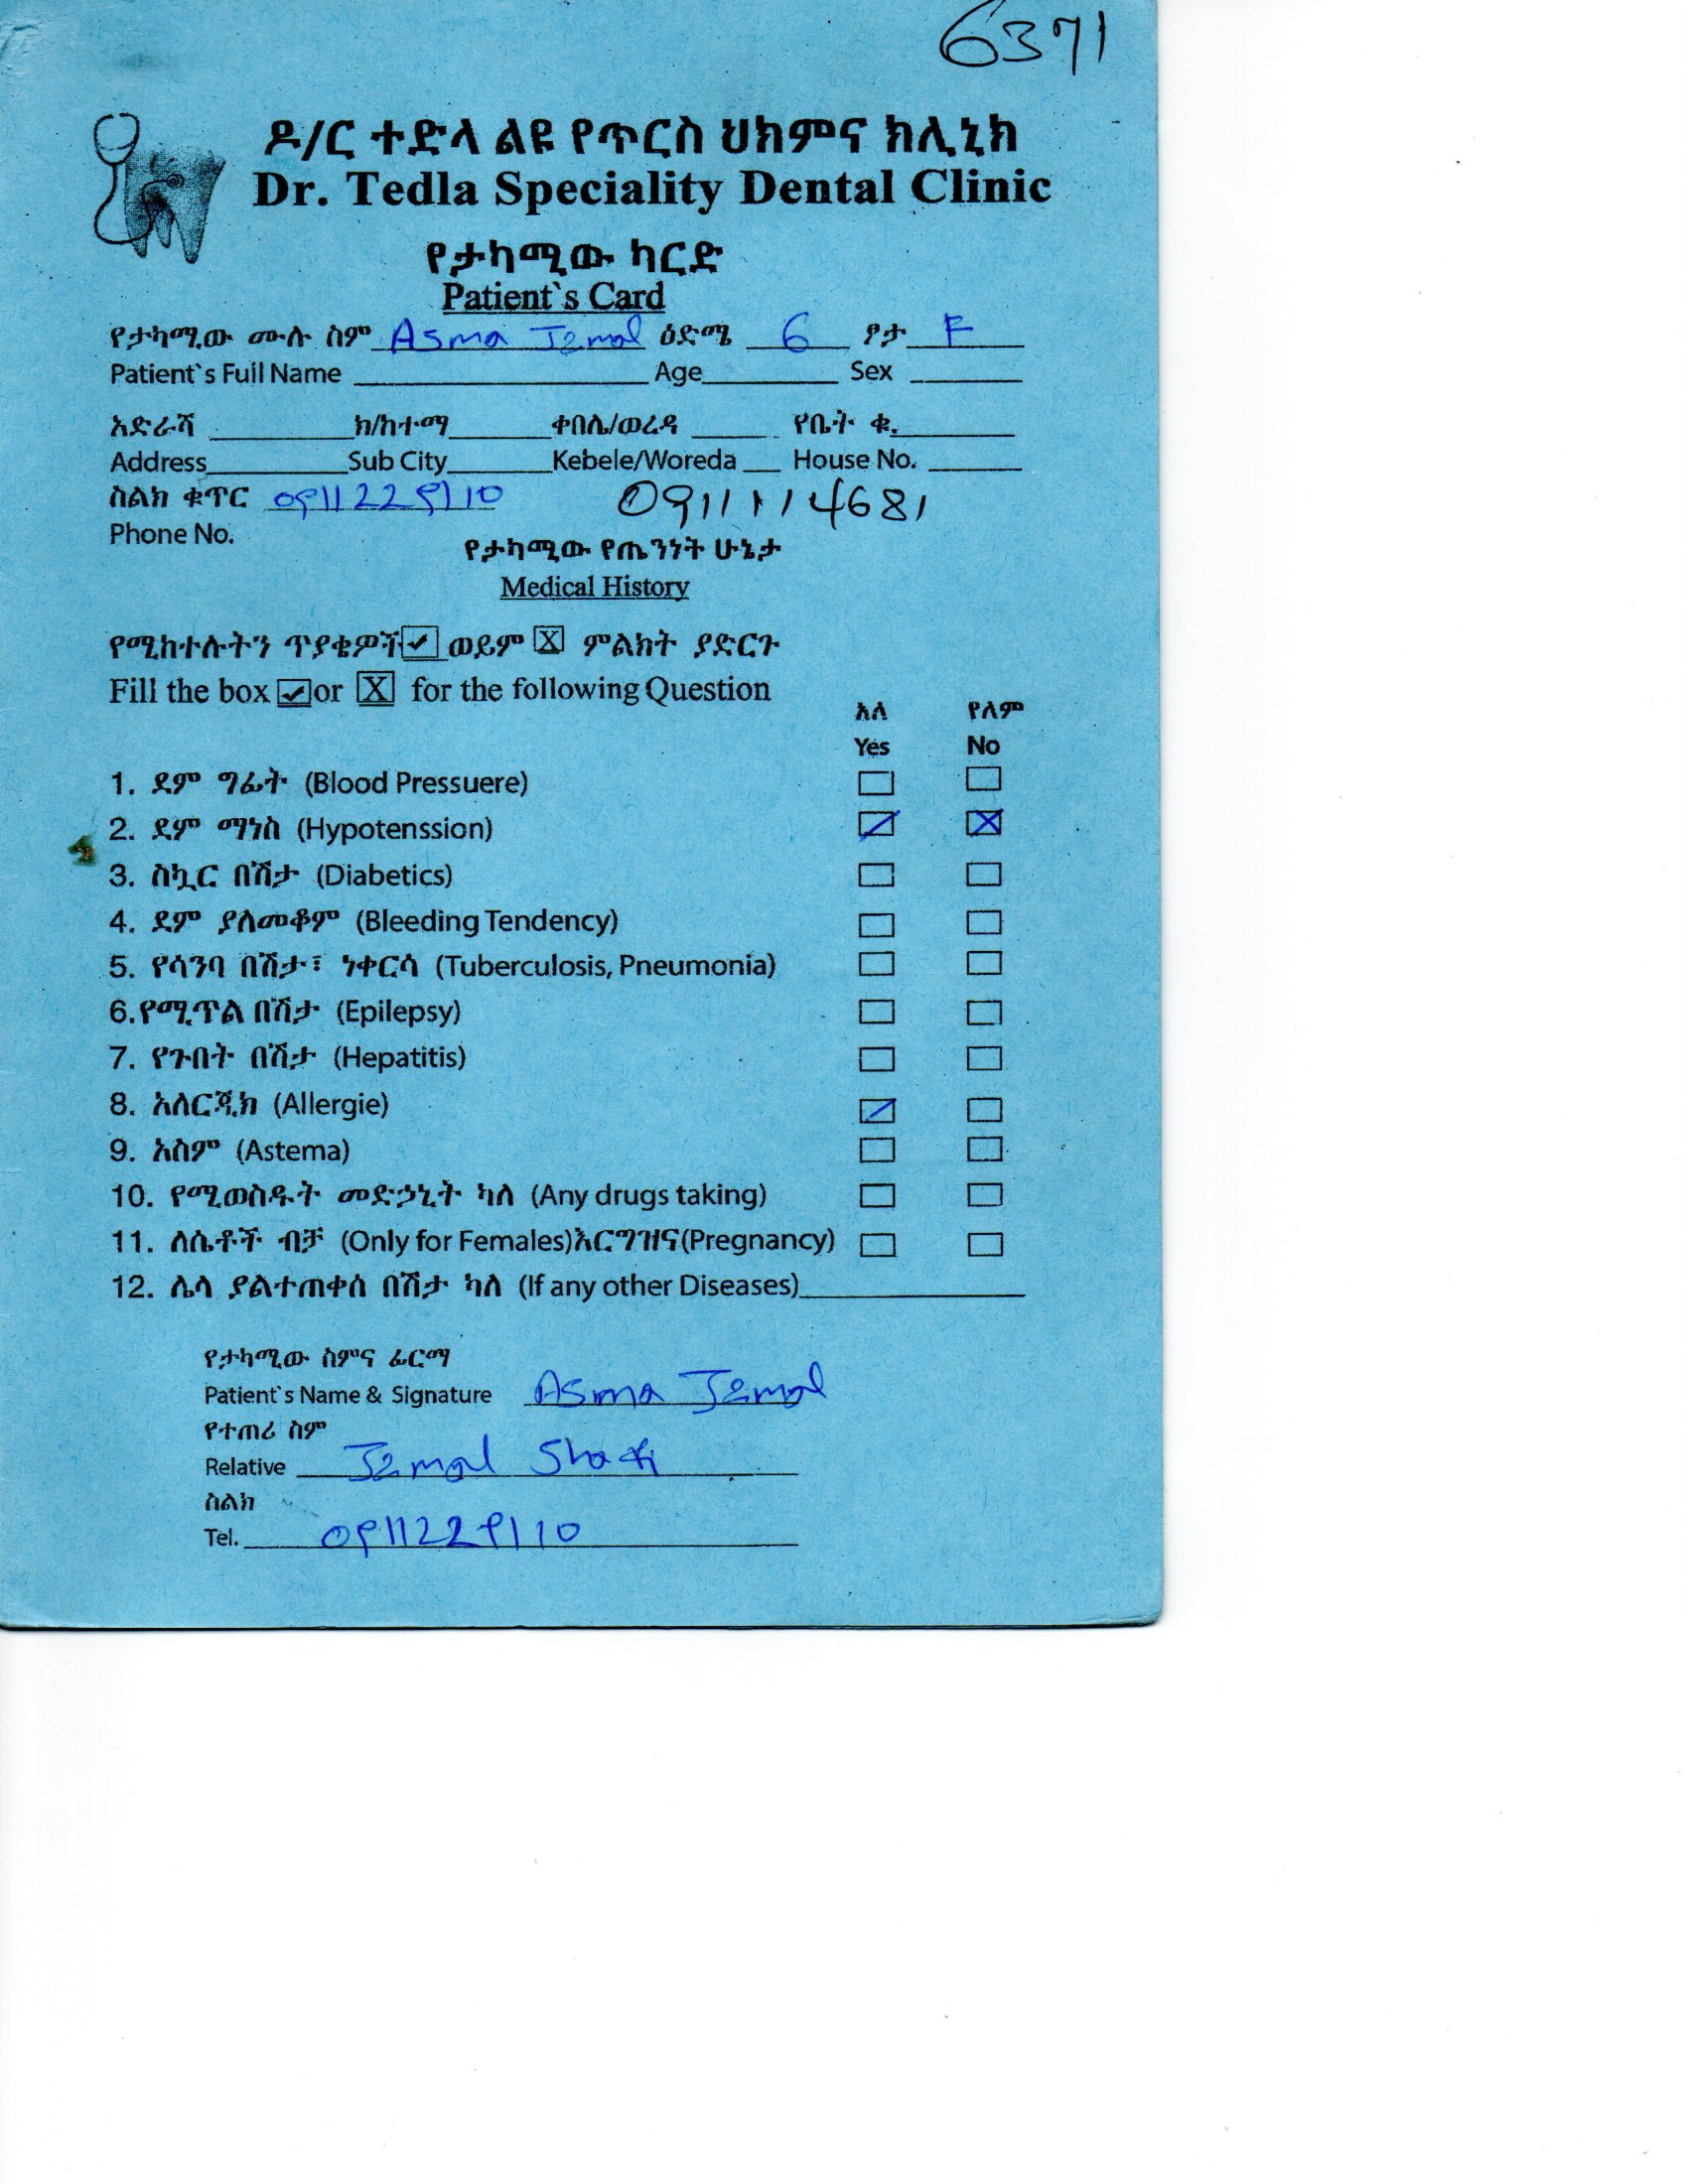 6371
ዶ/ር ተድላ ልዩ የጥርስ ህክምና ክሊኒክ
Dr. Tedla Speciality Dental Clinic
የታካሚው ካርድ
Patient`s Card
የታካሚው ሙሉ ስም Asma Jemal ዕድሜ 6 ፆታ F
Patient`s Full Name Age Sex
አድራሻ ክ/ከተማ ቀበሌ/ወረዳ የቤት ቁ.
Address Sub City Kebele/Woreda House No.
ስልክ ቁጥር 0911229110 0911114681
Phone No.
የታካሚው የጤንነት ሁኔታ
Medical History
የሚከተሉትን ጥያቄዎች ✓ ወይም X ምልክት ያድርጉ
Fill the box ✓ or X for the following Question
አለ የለም
Yes No
1. ደም ግፊት (Blood Pressuere)
2. ደም ማነስ (Hypotenssion)
3. ስኳር በሽታ (Diabetics)
4. ደም ያለመቆም (Bleeding Tendency)
5. የሳንባ በሽታ፣ ነቀርሳ (Tuberculosis, Pneumonia)
6.የሚጥል በሽታ (Epilepsy)
7. የጉበት በሽታ (Hepatitis)
8. አለርጂክ (Allergie)
9. አስም (Astema)
10. የሚወስዱት መድኃኒት ካለ (Any drugs taking)
11. ለሴቶች ብቻ (Only for Females)እርግዝና(Pregnancy)
12. ሌላ ያልተጠቀሰ በሽታ ካለ (If any other Diseases)
የታካሚው ስምና ፊርማ
Patient`s Name & Signature Asma Jemal
የተጠሪ ስም
Relative Jemal
ስልክ
Tel. 0911229110